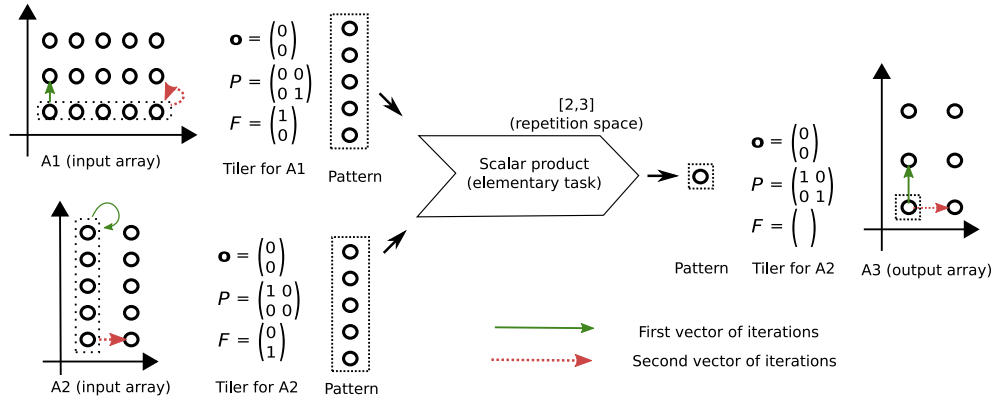 o = (0 0)
P = (0 0 0 1)
F = (1 0)
Tiler for A1
A1 (input array)
Pattern
[2,3]
(repetition space)
Scalar product
(elementary task)
o = (0 0)
P = (1 0 0 0)
F = (0 1)
Tiler for A2
A2 (input array)
Pattern
Pattern
o = (0 0)
P = (1 0 0 1)
F = ( )
Tiler for A2
A3 (output array)
First vector of iterations
Second vector of iterations